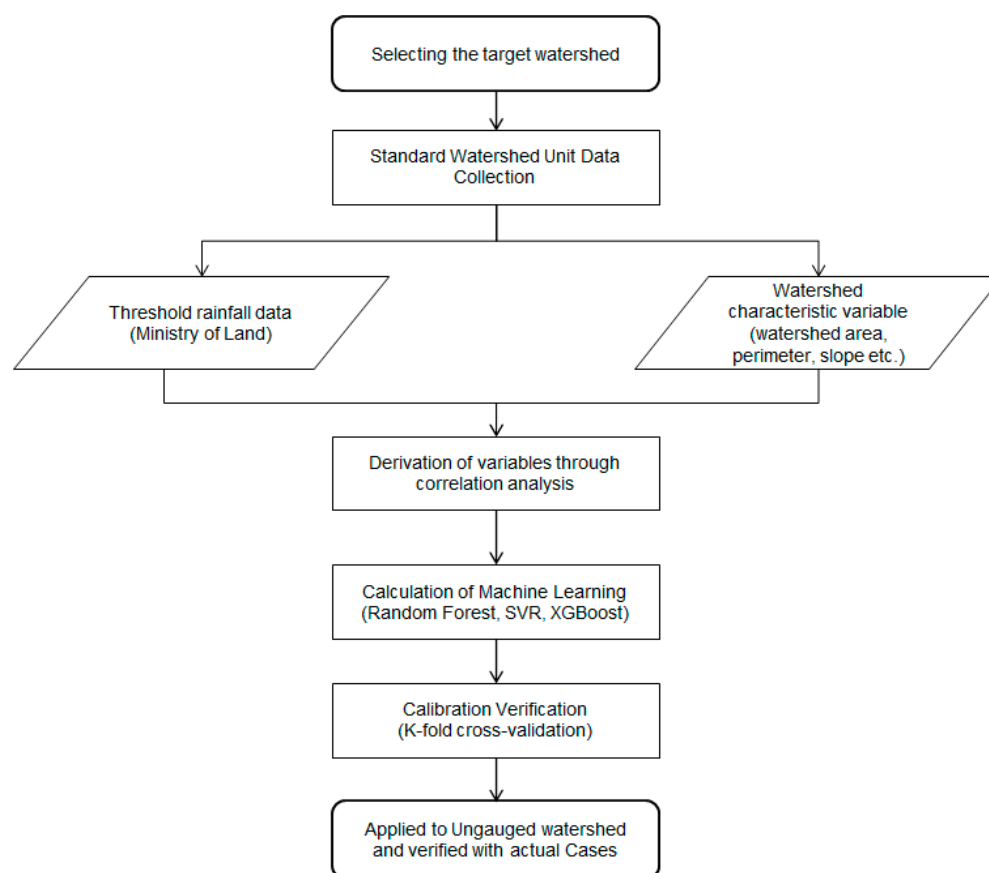 Selecting the target watershed
Standard Watershed Unit Data
Collection
Threshold rainfall data
(Ministry of Land)
Watershed
characteristic variable
(watershed area,
perimeter, slope etc.)
Derivation of variables through
correlation analysis
Calculation of Machine Learning
(Random Forest, SVR, XGBoost)
Calibration Verification
(K-fold cross-validation)
Applied to Ungauged watershed
and verified with actual Cases